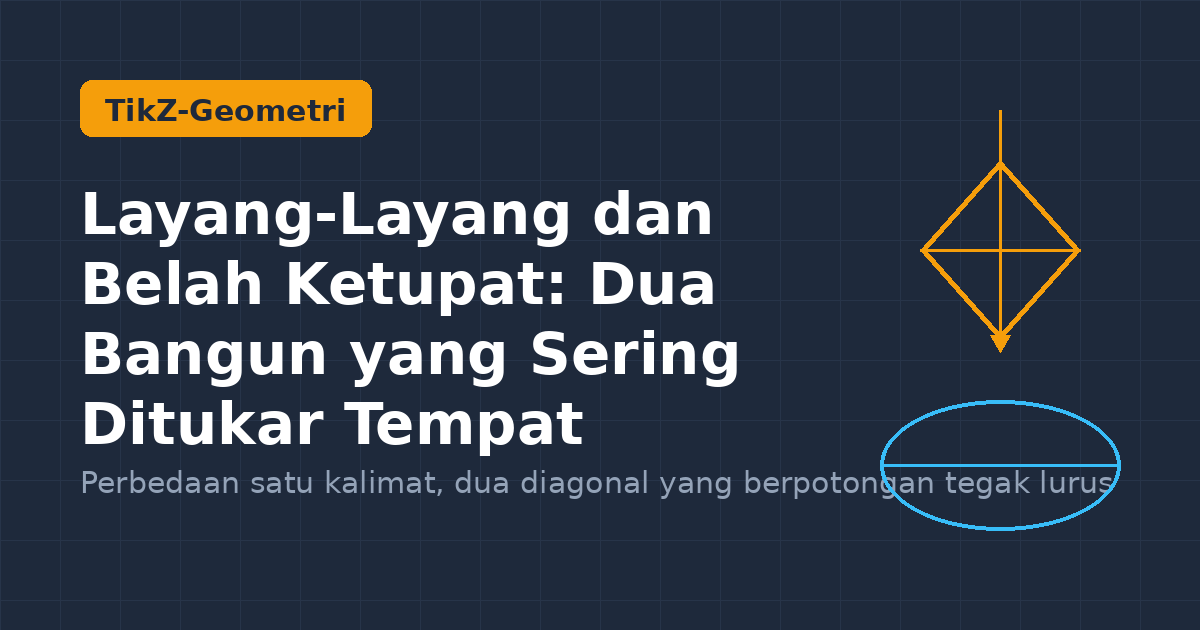 TikZ-Geometri
Layang-Layang dan
Belah Ketupat: Dua
Bangun yang Sering
Ditukar Tempat
Perbedaan satu kalimat, dua diagonal yang berpotongan tegak lurus